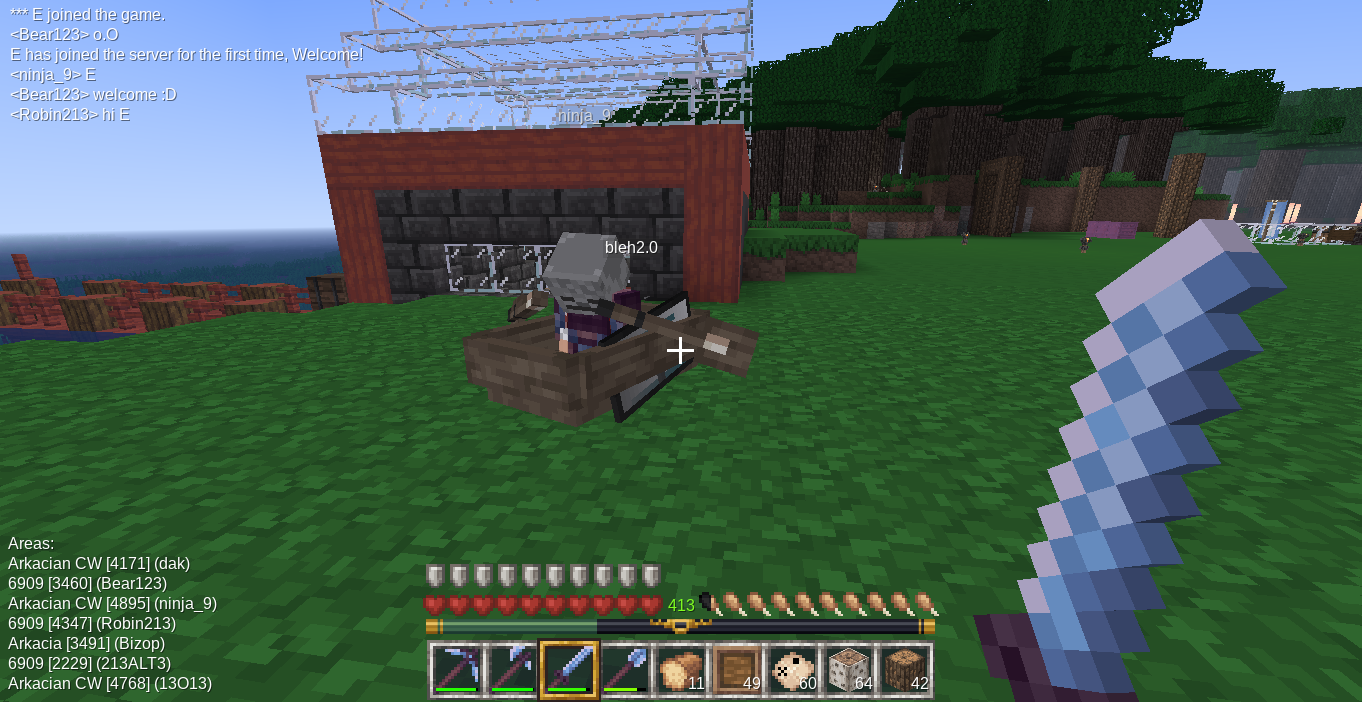 *** E joined the game.
<Bear123> o.O
E has joined the server for the first time, Welcome!
<ninja_9> E
<Bear123> welcome :D
<Robin213> hi E
ninja_9
bleh2.0
Areas:
Arkacian CW [4171] (dak)
6909 [3460] (Bear123)
Arkacian CW [4895] (ninja_9)
6909 [4347] (Robin213)
Arkacia [3491] (Bizop)
6909 [2229] (213ALT3)
Arkacian CW [4768] (13O13)
413
11 49 60 64 42